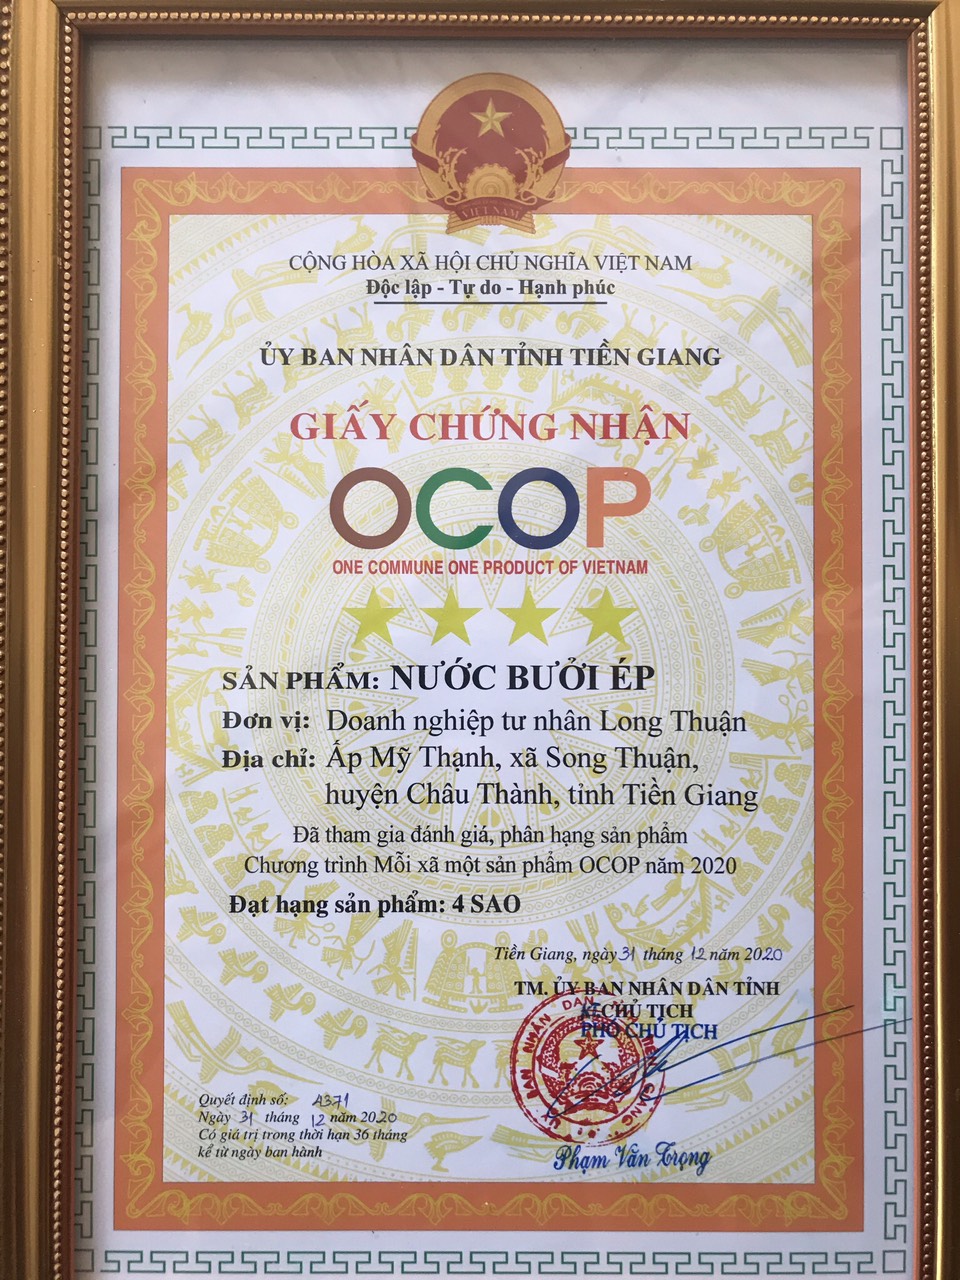 VIỆT NAM
CỘNG HÒA XÃ HỘI CHỦ NGHĨA VIỆT NAM
Độc lập - Tự do - Hạnh phúc
ỦY BAN NHÂN DÂN TỈNH TIỀN GIANG
GIẤY CHỨNG NHẬN
OCOP
ONE COMMUNE ONE PRODUCT OF VIETNAM
SẢN PHẨM: NƯỚC BƯỞI ÉP
Đơn vị: Doanh nghiệp tư nhân Long Thuận
Địa chỉ: Ấp Mỹ Thạnh, xã Song Thuận,
huyện Châu Thành, tỉnh Tiền Giang
Đã tham gia đánh giá, phân hạng sản phẩm
Chương trình Mỗi xã một sản phẩm OCOP năm 2020
Đạt hạng sản phẩm: 4 SAO
Tiền Giang, ngày 31 tháng 12 năm 2020
TM. ỦY BAN NHÂN DÂN TỈNH
KT. CHỦ TỊCH
PHÓ CHỦ TỊCH
Phạm Văn Trọng
Quyết định số: 4371
Ngày 31 tháng 12 năm 2020
Có giá trị trong thời hạn 36 tháng
kể từ ngày ban hành